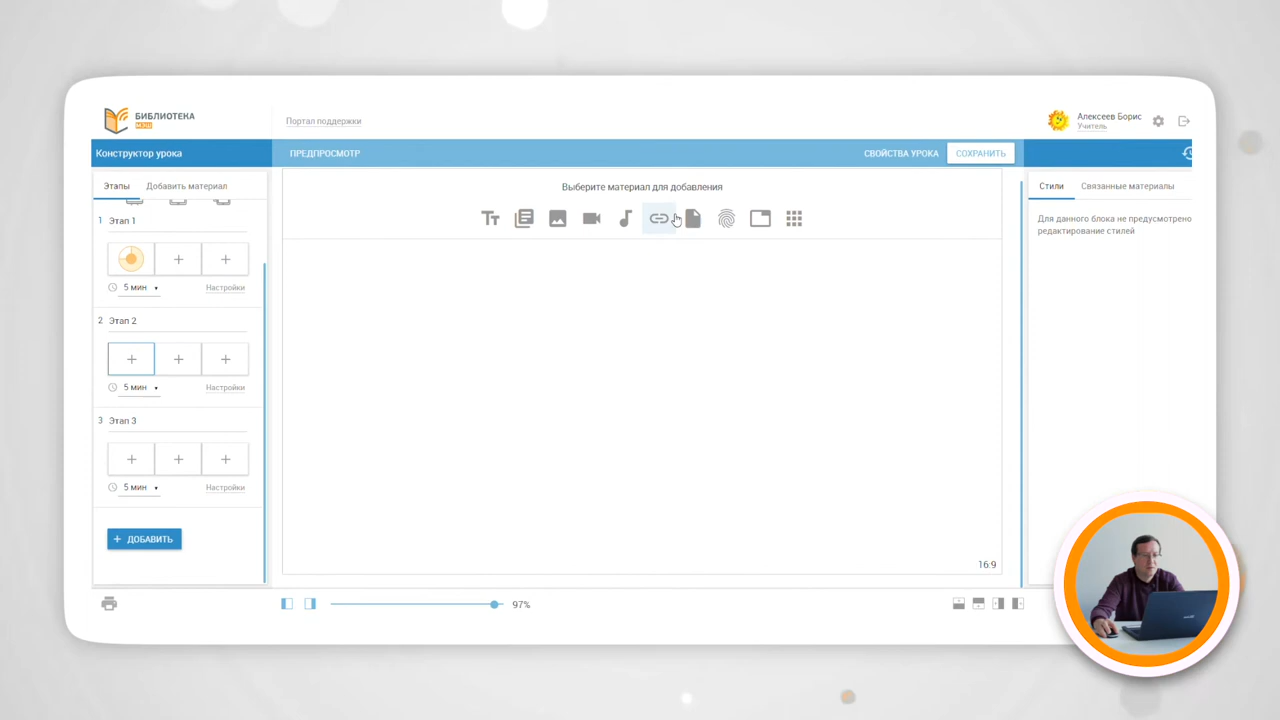 БИБЛИОТЕКА
МЭШ
Портал поддержки
Алексеев Борис
Учитель
Конструктор урока
ПРЕДПРОСМОТР
СВОЙСТВА УРОКА
СОХРАНИТЬ
Этапы
Добавить материал
Выберите материал для добавления
Тт
Стили
Связанные материалы
Для данного блока не предусмотрено
редактирование стилей
1 Этап 1
5 мин
Настройки
2 Этап 2
5 мин
Настройки
3 Этап 3
5 мин
Настройки
+ ДОБАВИТЬ
16:9
97%